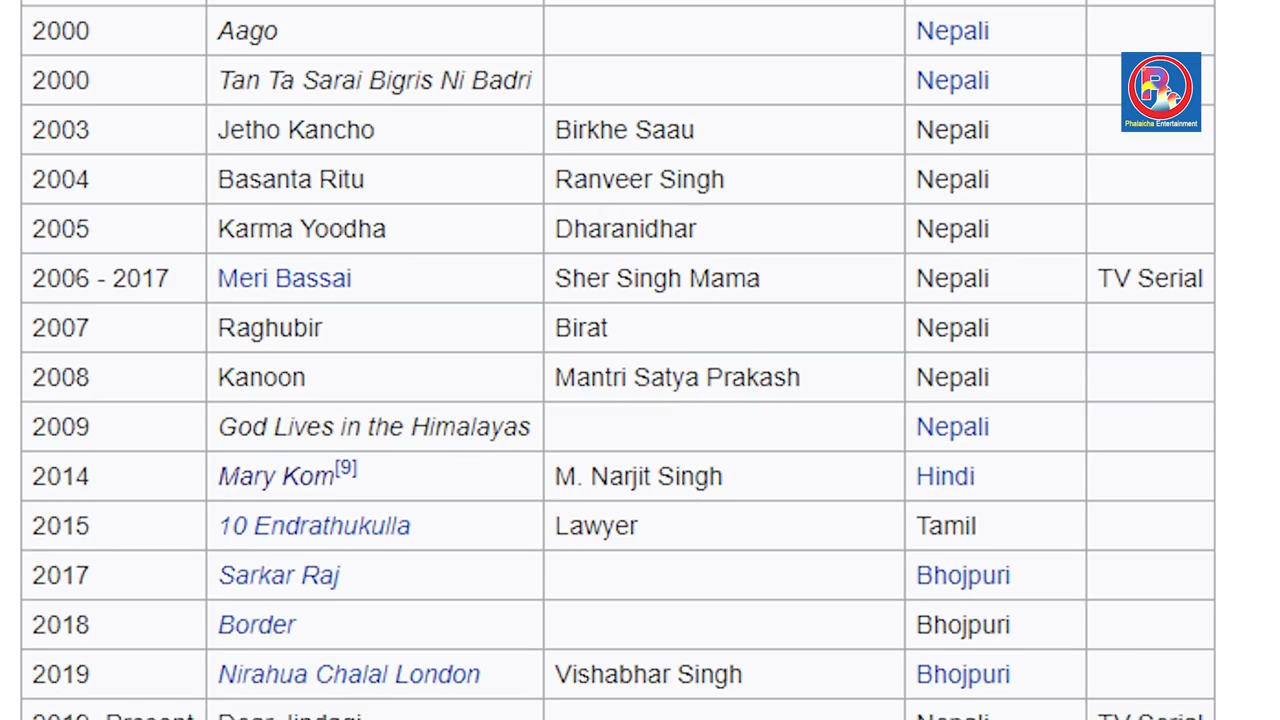 2000 Aago Nepali
2000 Tan Ta Sarai Bigris Ni Badri Nepali
2003 Jetho Kancho Birkhe Saau Nepali
2004 Basanta Ritu Ranveer Singh Nepali
2005 Karma Yoodha Dharanidhar Nepali
2006 - 2017 Meri Bassai Sher Singh Mama Nepali TV Serial
2007 Raghubir Birat Nepali
2008 Kanoon Mantri Satya Prakash Nepali
2009 God Lives in the Himalayas Nepali
2014 Mary Kom[9] M. Narjit Singh Hindi
2015 10 Endrathukulla Lawyer Tamil
2017 Sarkar Raj Bhojpuri
2018 Border Bhojpuri
2019 Nirahua Chalal London Vishabhar Singh Bhojpuri
Phalaicha Entertainment